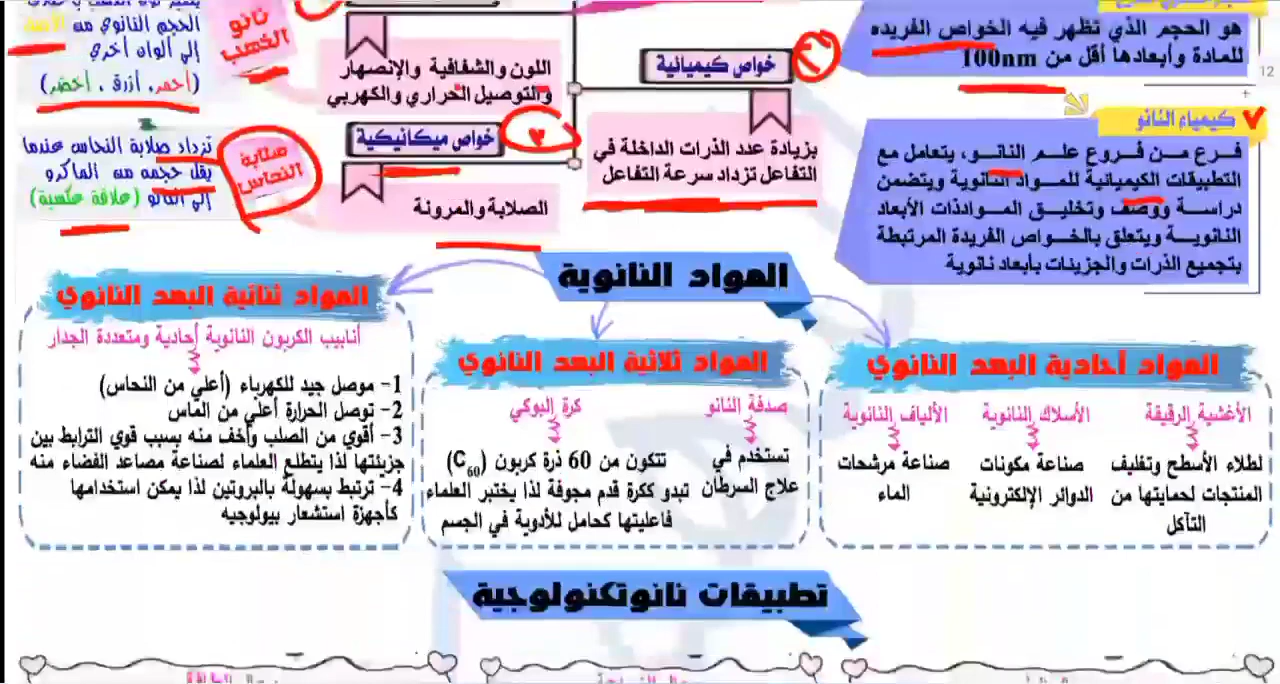 هو الحجم الذي تظهر فيه الخواص الفريده
للمادة وأبعادها أقل من 100nm
12
كيمياء النانو
فرع من فروع علم النانو، يتعامل مع
التطبيقات الكيميائية للمواد النانوية ويتضمن
دراسة ووصف وتخليق الموادذات الأبعاد
النانوية ويتعلق بالخواص الفريدة المرتبطة
بتجميع الذرات والجزيئات بأبعاد نانوية
خواص كيميائية
بزيادة عدد الذرات الداخلة في
التفاعل تزداد سرعة التفاعل
اللون والشفافية والإنصهار
والتوصيل الحراري والكهربي
٣ خواص ميكانيكية
الصلابة والمرونة
نانو
الذهب
الحجم النانوي من
إلى ألوان أخري
(أحمر، أزرق، أخضر)
صلابة
النحاس
تزداد صلابة النحاس عندما
يقل حجمه من الماكرو
إلى النانو (علاقة عكسية)
المواد النانوية
المواد أحادية البعد النانوي
الأغشية الرقيقة
لطلاء الأسطح وتغليف
المنتجات لحمايتها من
التآكل
الأسلاك النانوية
صناعة مكونات
الدوائر الإلكترونية
الألياف النانوية
صناعة مرشحات
الماء
المواد ثلاثية البعد النانوي
صدفة النانو
تستخدم في
علاج السرطان
كرة البوكي
تتكون من 60 ذرة كربون (C60)
تبدو ككرة قدم مجوفة لذا يختبر العلماء
فاعليتها كحامل للأدوية في الجسم
المواد ثنائية البعد النانوي
أنابيب الكربون النانوية أحادية ومتعددة الجدار
1- موصل جيد للكهرباء (أعلي من النحاس)
2- توصل الحرارة أعلي من الماس
3- أقوي من الصلب وأخف منه بسبب قوي الترابط بين
جزيئتها لذا يتطلع العلماء لصناعة مصاعد الفضاء منه
4- ترتبط بسهولة بالبروتين لذا يمكن استخدامها
كأجهزة استشعار بيولوجيه
تطبيقات نانوتكنولوجية